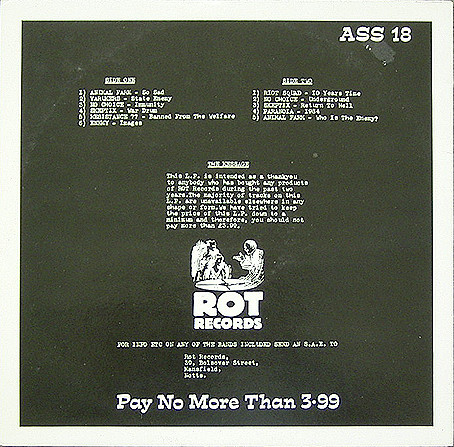 ASS 18
SIDE ONE
1) ANIMAL FARM - So Sad
2) VARUKERS - State Enemy
3) NO CHOICE - Immunity
4) SKEPTIX - War Drum
5) RESISTANCE 77 - Banned From The Welfare
6) ENEMY - Images
SIDE TWO
1) RIOT SQUAD - 10 Years Time
2) NO CHOICE - Underground
3) SKEPTIX - Return To Hell
4) PARANOIA - 1984
5) ANIMAL FARM - Who Is The Enemy?
THE MESSAGE
This L.P. is intended as a thankyou
to anybody who has bought any products
of ROT Records during the past two
years.The majority of tracks on this
L.P. are unavailable elsewhere in any
shape or form.We have tried to keep
the price of this L.P. down to a
minimum and therefore, you should not
pay more than £3.99.
ROT
RECORDS
FOR INFO ETC ON ANY OF THE BANDS INCLUDED SEND AN S.A.E. TO
Rot Records,
30, Bolsover Street,
Mansfield,
Notts.
Pay No More Than 3·99